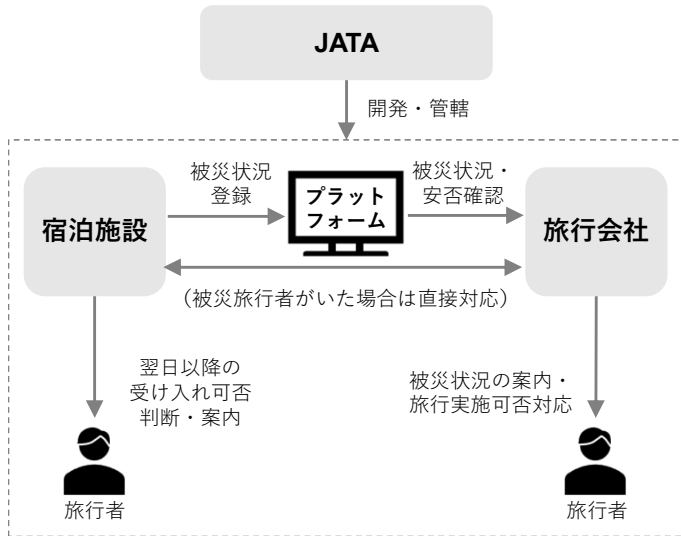 JATA
開発・管轄
被災状況
登録
プラット
フォーム
被災状況・
安否確認
宿泊施設
旅行会社
（被災旅行者がいた場合は直接対応）
翌日以降の
受け入れ可否
判断・案内
被災状況の案内・
旅行実施可否対応
旅行者
旅行者